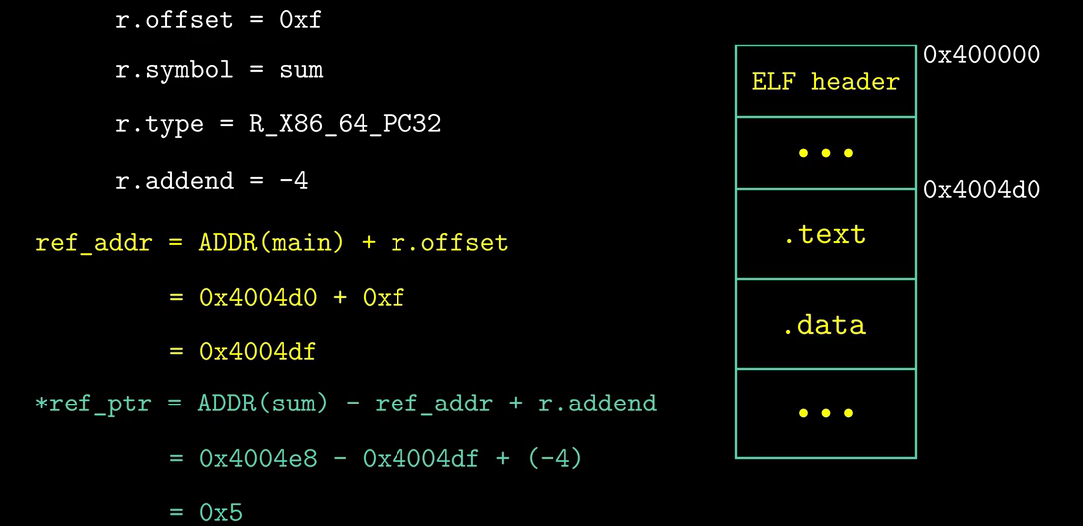 r.offset = 0xf
r.symbol = sum
r.type = R_X86_64_PC32
r.addend = -4
ref_addr = ADDR(main) + r.offset
= 0x4004d0 + 0xf
= 0x4004df
*ref_ptr = ADDR(sum) - ref_addr + r.addend
= 0x4004e8 - 0x4004df + (-4)
= 0x5
0x400000
ELF header
...
0x4004d0
.text
.data
...